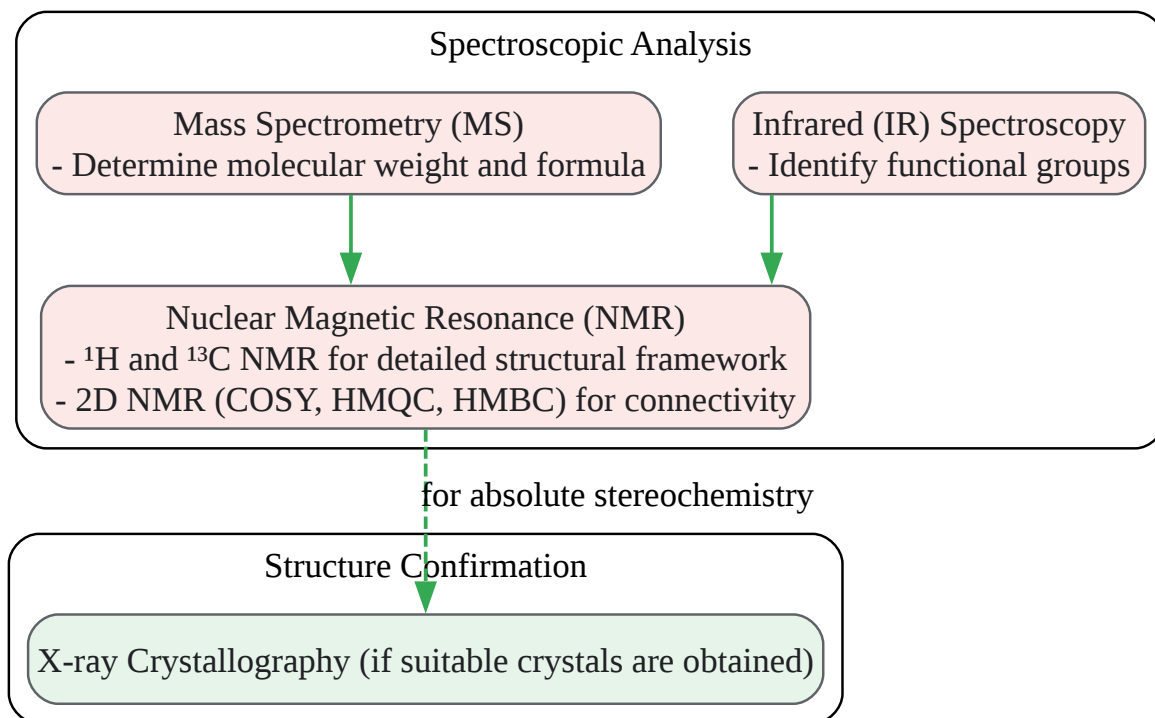 Spectroscopic Analysis
Mass Spectrometry (MS)
- Determine molecular weight and formula
Infrared (IR) Spectroscopy
- Identify functional groups
Nuclear Magnetic Resonance (NMR)
- ¹H and ¹³C NMR for detailed structural framework
- 2D NMR (COSY, HMQC, HMBC) for connectivity
for absolute stereochemistry
Structure Confirmation
X-ray Crystallography (if suitable crystals are obtained)